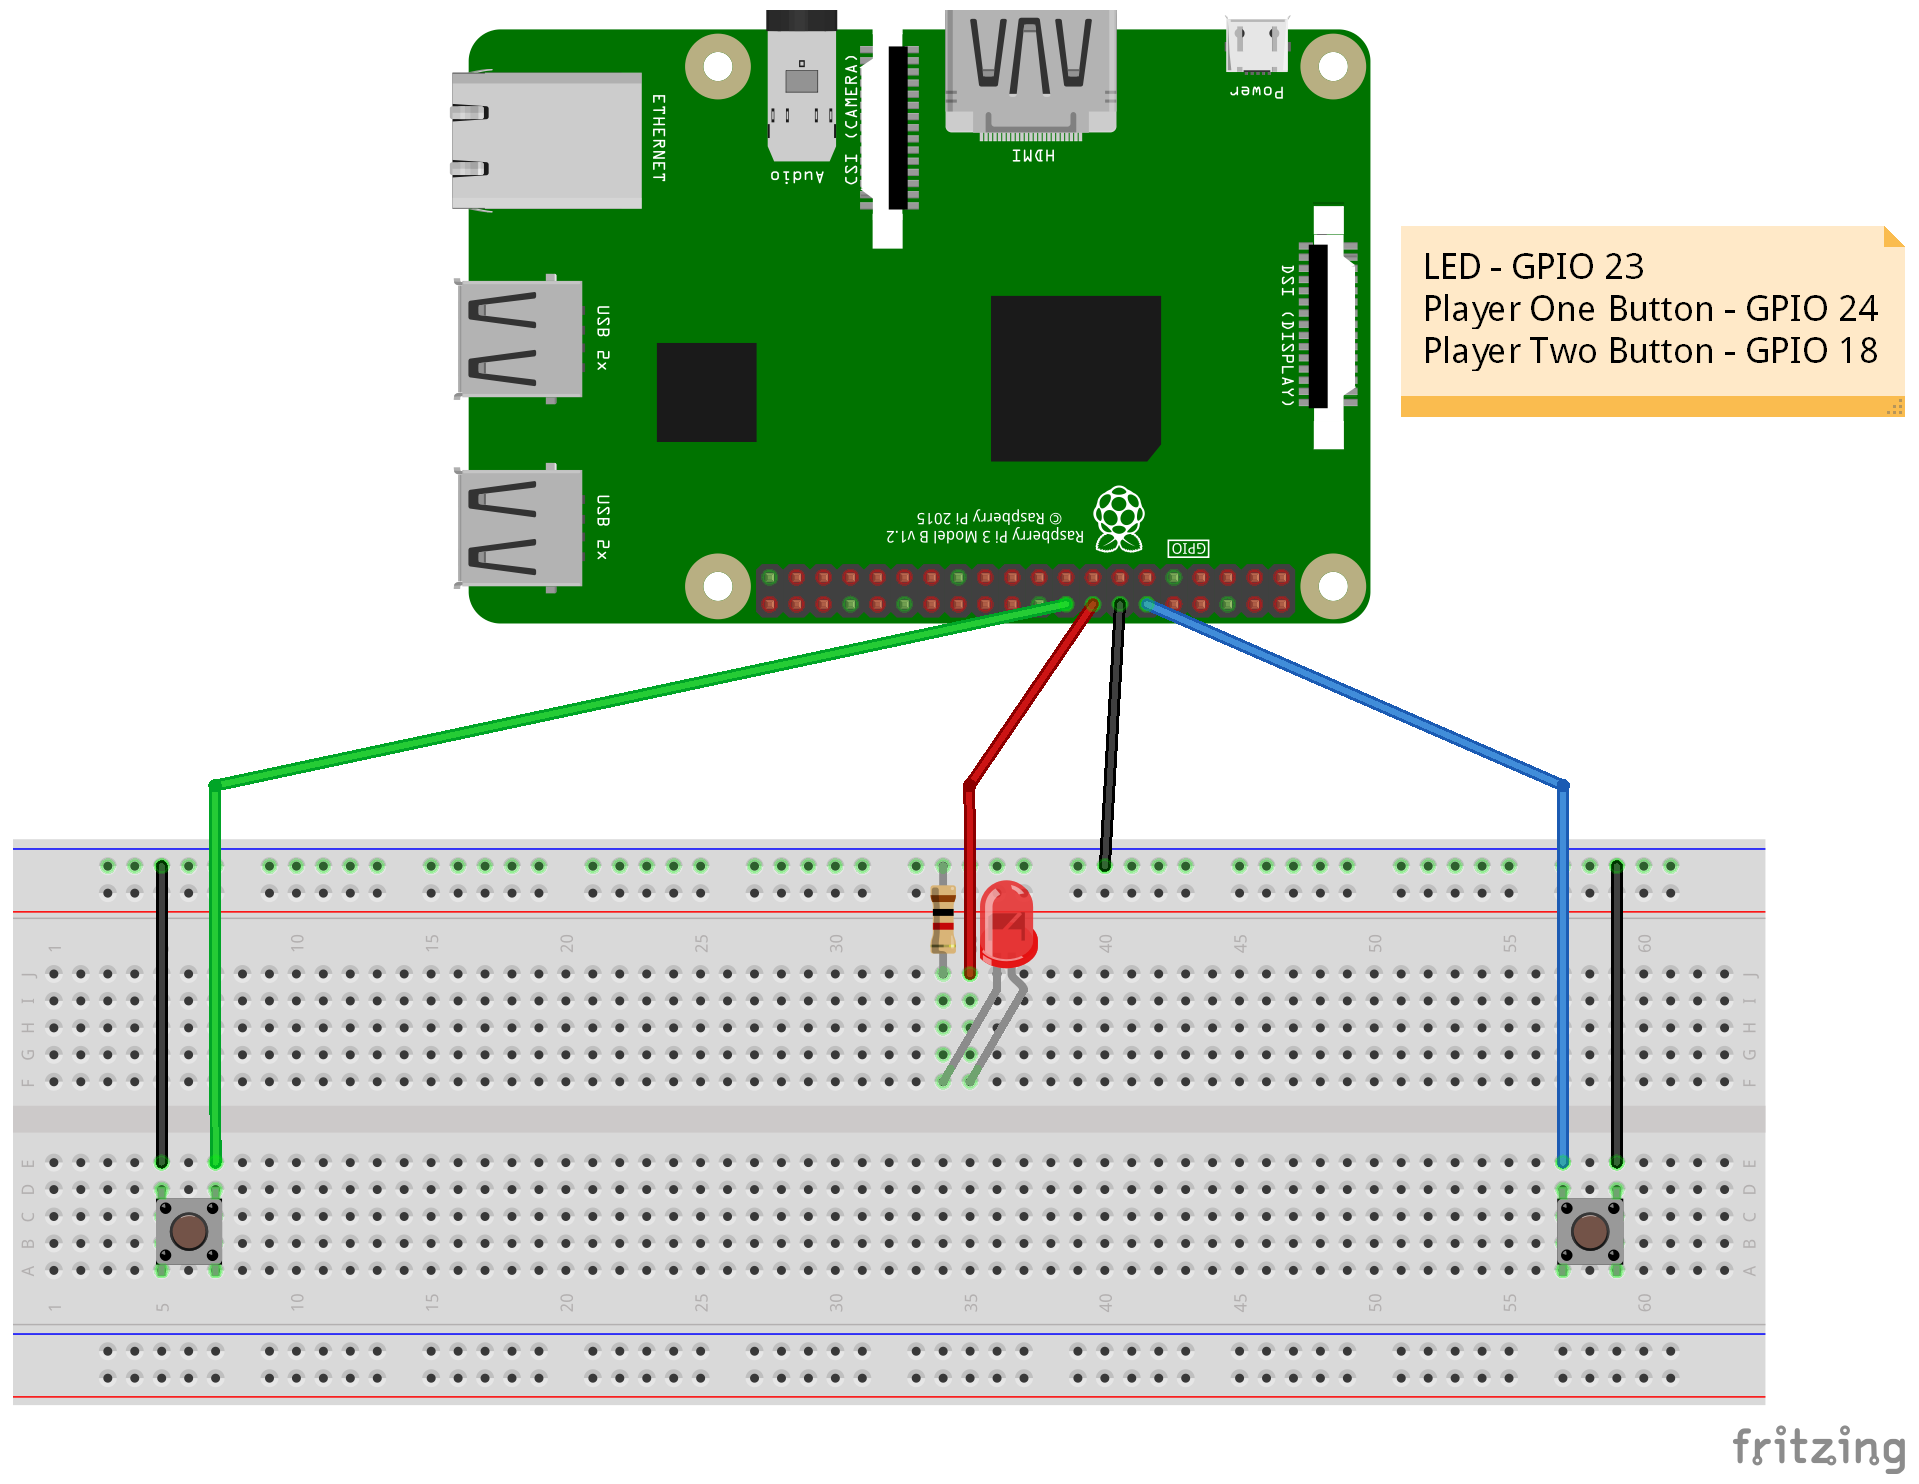 Power
ETHERNET
HDMI
Audio
CSI (CAMERA)
LED - GPIO 23
Player One Button - GPIO 24
Player Two Button - GPIO 18
DSI (DISPLAY)
USB 2x
USB 2x
© Raspberry Pi 2015
Raspberry Pi 3 Model B v1.2
GPIO
1 5 10 15 20 25 30 35 40 45 50 55 60
J J
I I
H H
G G
F F
E E
D D
C C
B B
A A
1 5 10 15 20 25 30 35 40 45 50 55 60
fritzing